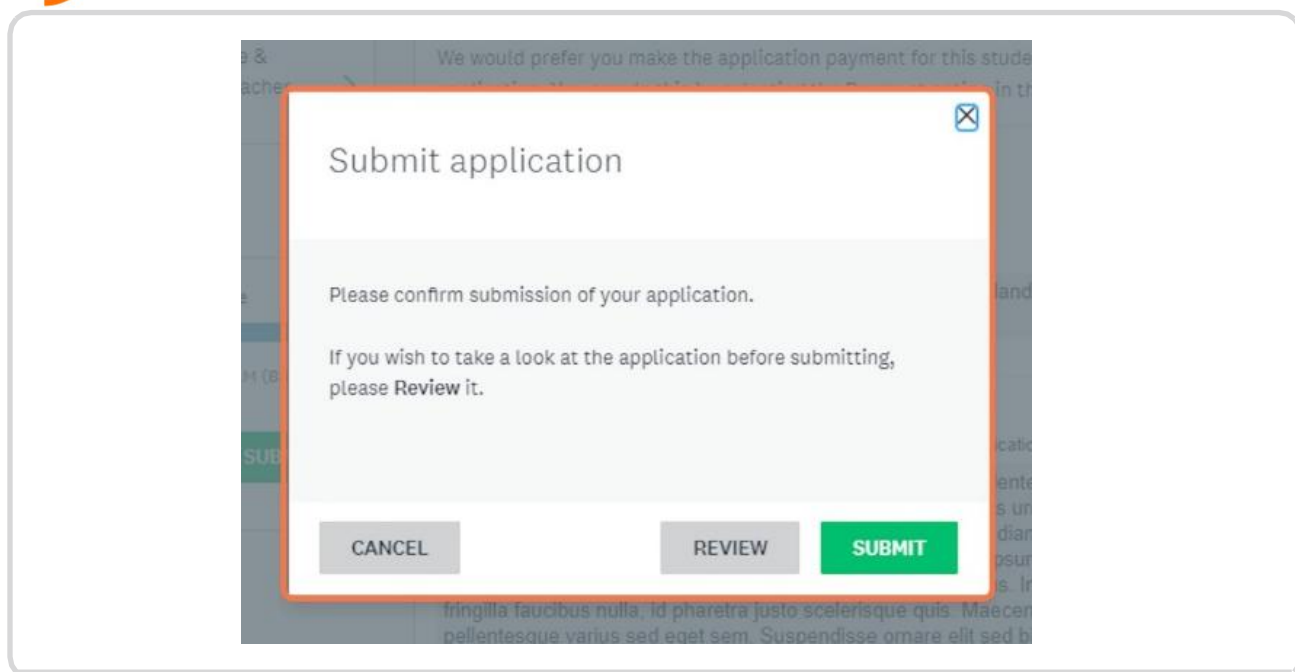 We would prefer you make the application payment for this
in th
Submit application
Please confirm submission of your application.
If you wish to take a look at the application before submitting,
please Review it.
CANCEL
REVIEW
SUBMIT
fringilla faucibus nulla, id pharetra justo scelerisque quis. Maecen
pellentesque varius sed eget sem. Suspendisse ornare elit sed b